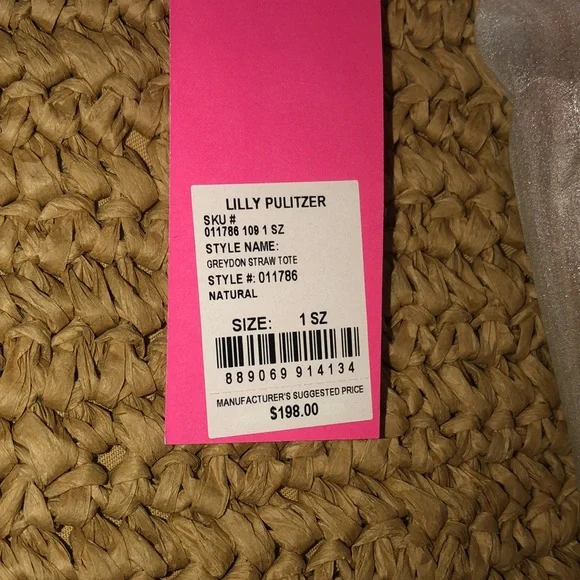 LILLY PULITZER
SKU #
011786 109 1 SZ
STYLE NAME:
GREYDON STRAW TOTE
STYLE #: 011786
NATURAL
SIZE: 1 SZ
889069 914134
MANUFACTURER'S SUGGESTED PRICE
$198.00